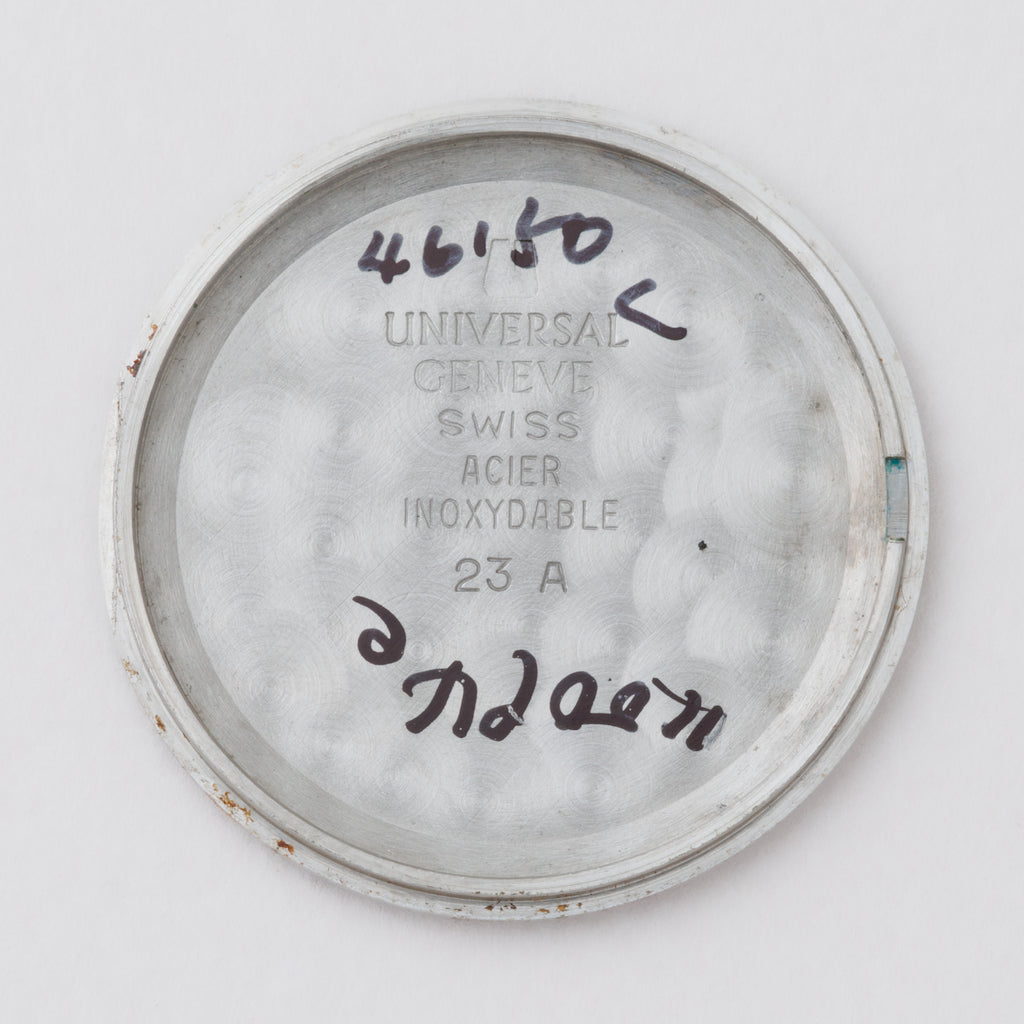 46150
<
UNIVERSAL
GENEVE
SWISS
ACIER
INOXYDABLE
23 A